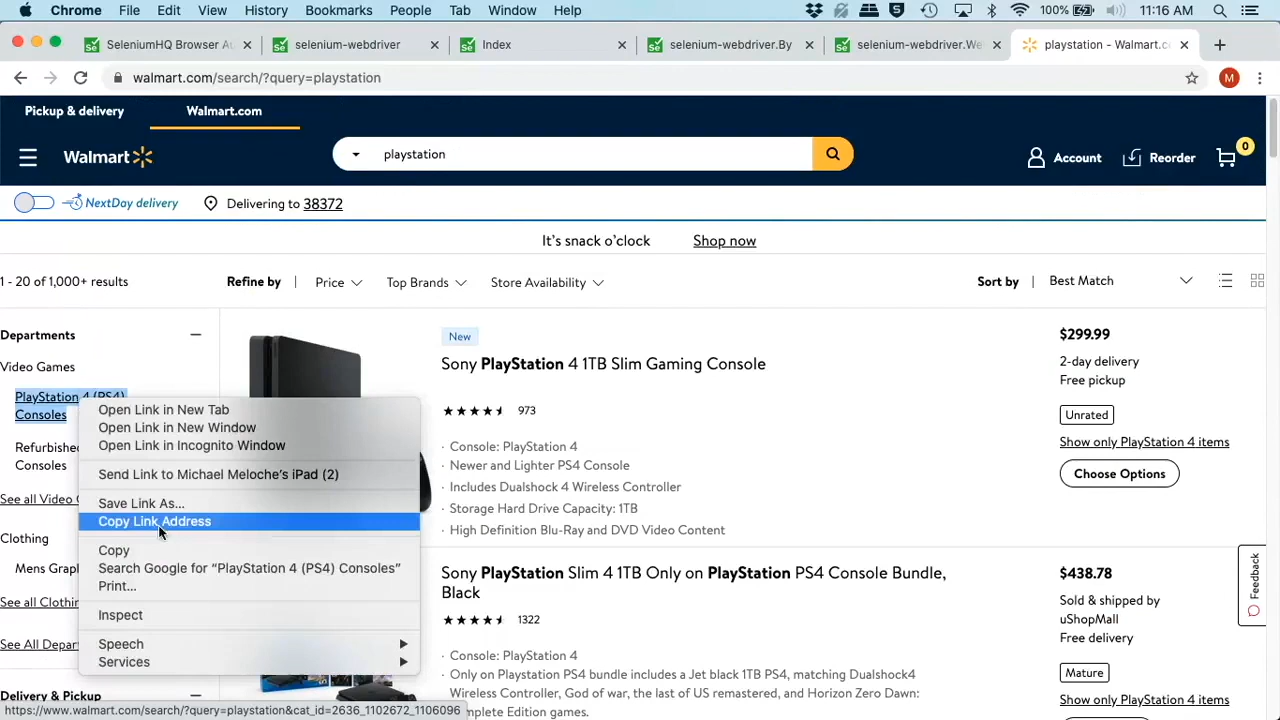 Chrome File Edit View History Bookmarks People Tab Window Help 100% 11:16 AM
SeleniumHQ Browser Au × selenium-webdriver × Index × selenium-webdriver.By × selenium-webdriver.We × playstation - Walmart.c × +
walmart.com/search/?query=playstation M
Pickup & delivery Walmart.com
Walmart playstation Account Reorder 0
NextDay delivery Delivering to 38372
It's snack o'clock Shop now
1 - 20 of 1,000+ results Refine by | Price Top Brands Store Availability Sort by | Best Match
Departments
Video Games
PlayStation 4 (PS4)
Consoles
Refurbishe
Consoles
See all Video G
Clothing
Mens Grap
See all Clothin
See All Depar
Delivery & Pickup
Open Link in New Tab
Open Link in New Window
Open Link in Incognito Window
Send Link to Michael Meloche's iPad (2)
Save Link As...
Copy Link Address
Copy
Search Google for “PlayStation 4 (PS4) Consoles”
Print...
Inspect
Speech
Services
New
Sony PlayStation 4 1TB Slim Gaming Console
973
· Console: PlayStation 4
· Newer and Lighter PS4 Console
· Includes Dualshock 4 Wireless Controller
· Storage Hard Drive Capacity: 1TB
· High Definition Blu-Ray and DVD Video Content
$299.99
2-day delivery
Free pickup
Unrated
Show only PlayStation 4 items
Choose Options
Sony PlayStation Slim 4 1TB Only on PlayStation PS4 Console Bundle,
Black
1322
· Console: PlayStation 4
· Only on Playstation PS4 bundle includes a Jet black 1TB PS4, matching Dualshock4
Wireless Controller, God of war, the last of US remastered, and Horizon Zero Dawn:
mplete Edition games.
$438.78
Sold & shipped by
uShopMall
Free delivery
Mature
Show only PlayStation 4 items
Feedback
https://www.walmart.com/search/?query=playstation&cat_id=2636_1102672_1106096